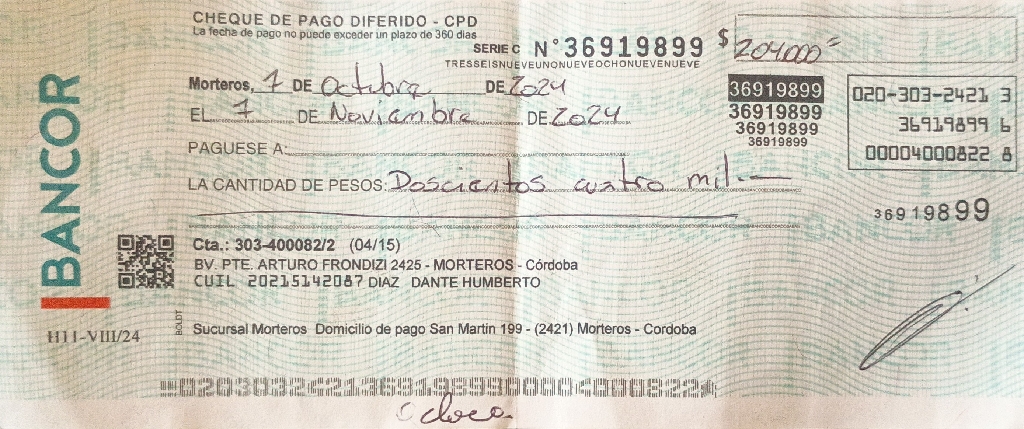 CHEQUE DE PAGO DIFERIDO - CPD
La fecha de pago no puede exceder un plazo de 360 dias
SERIE C N° 36919899 $ 204000=
TRESSEISNUEVEUNONUEVEOCHONUEVENUEVE
Morteros, 7 DE Octubre DE 2024
EL 7 DE Noviembre DE 2024
PAGUESE A:
LA CANTIDAD DE PESOS: Doscientos cuatro mil.-
36919899
36919899
36919899
36919899
020-303-2421 3
36919899 6
00004000822 8
36919899
BANCOR
Cta.: 303-400082/2 (04/15)
BV. PTE. ARTURO FRONDIZI 2425 - MORTEROS - Córdoba
CUIL 20215142087 DIAZ DANTE HUMBERTO
BOLDT
H11-VIII/24
Sucursal Morteros Domicilio de pago San Martin 199 - (2421) Morteros - Cordoba